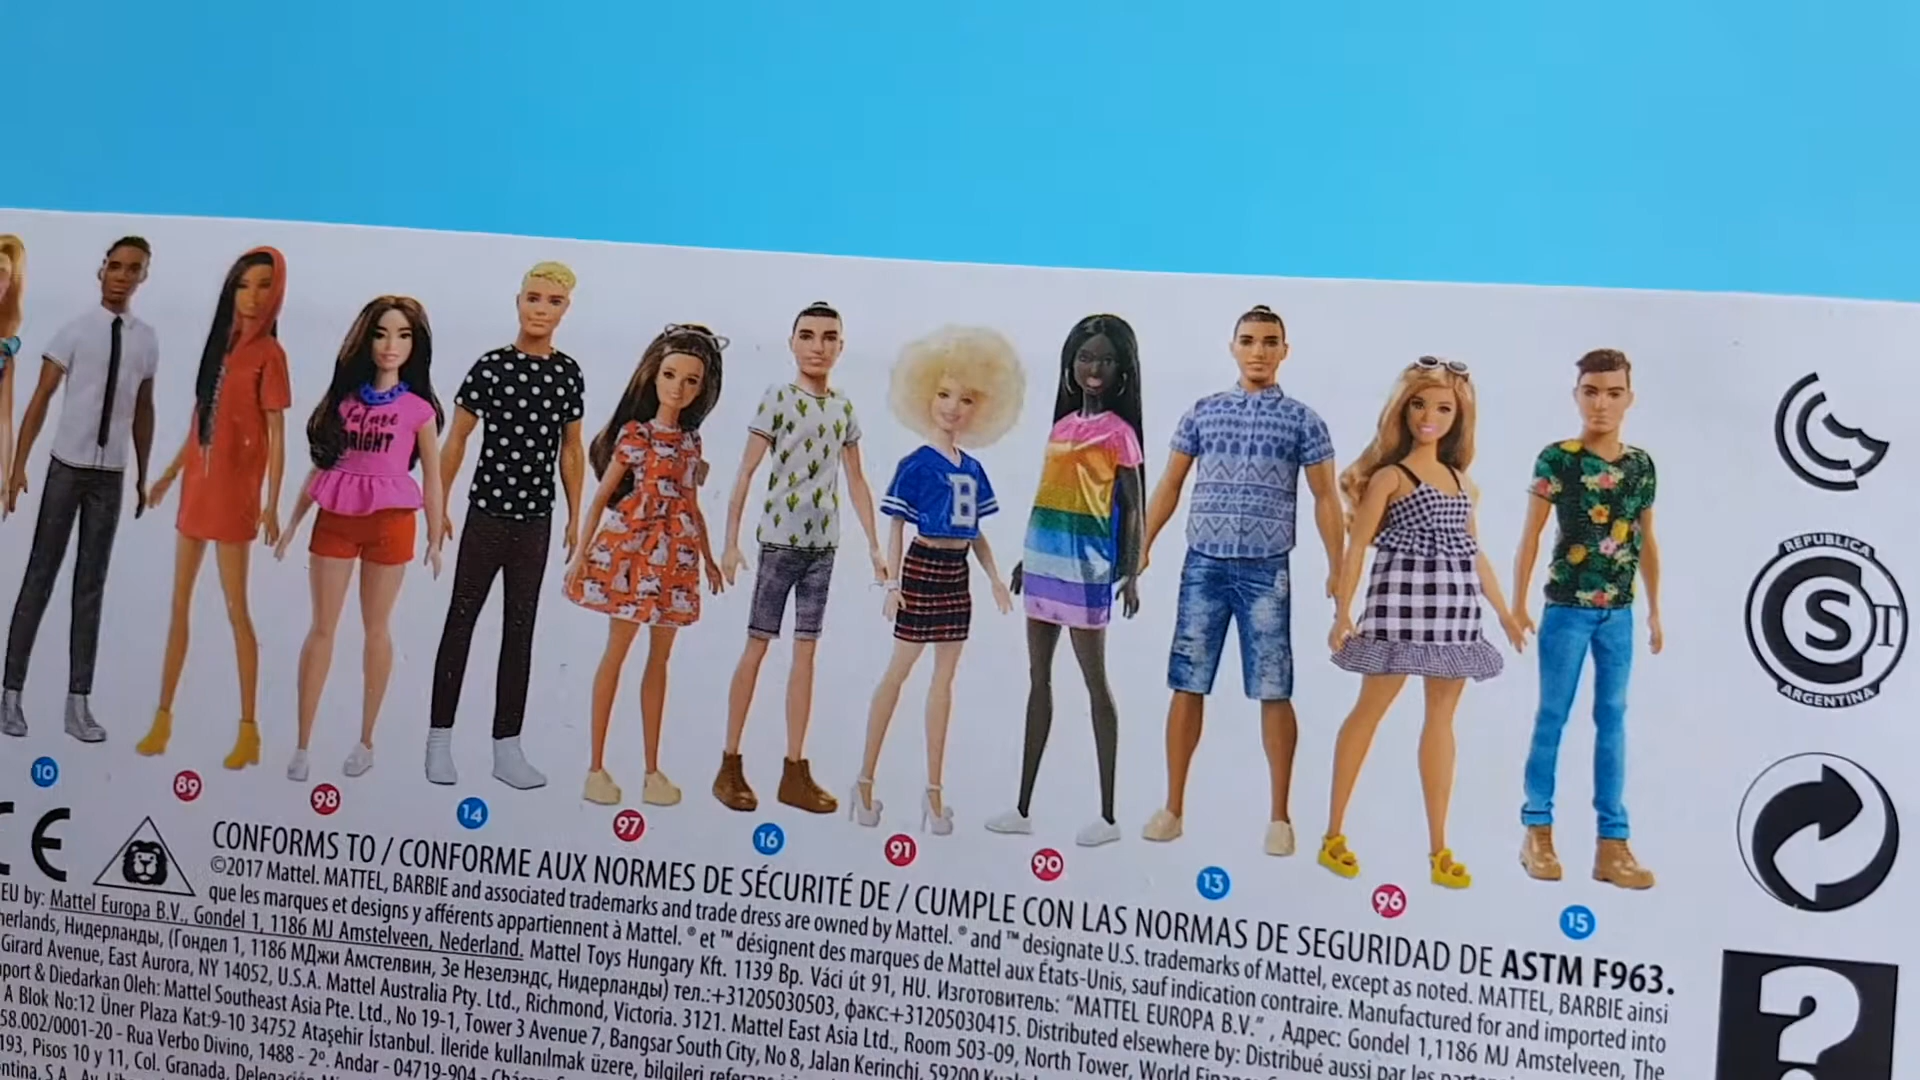 Future
BRIGHT
B
10
89
98
14
97
16
91
90
13
96
15
REPUBLICA
S T
ARGENTINA
CE
CONFORMS TO / CONFORME AUX NORMES DE SÉCURITÉ DE / CUMPLE CON LAS NORMAS DE SEGURIDAD DE ASTM F963.
©2017 Mattel. MATTEL, BARBIE and associated trademarks and trade dress are owned by Mattel. ® and ™ designate U.S. trademarks of Mattel, except as noted. MATTEL, BARBIE ainsi
que les marques et designs y afférents appartiennent à Mattel. ® et ™ désignent des marques de Mattel aux États-Unis, sauf indication contraire. Manufactured for and imported into
EU by: Mattel Europa B.V., Gondel 1, 1186 MJ Amstelveen, Nederland. Mattel Toys Hungary Kft. 1139 Bp. Váci út 91, HU. Изготовитель: "MATTEL EUROPA B.V." , Адрес: Gondel 1,1186 MJ Amstelveen, The
Нидерланды, (Гондел 1, 1186 МДжи Амстелвин, Зе Незелэндс, Нидерланды) тел.:+31205030503, факс:+31205030415. Distributed elsewhere by: Distribué aussi par
Girard Avenue, East Aurora, NY 14052, U.S.A. Mattel Australia Pty. Ltd., Richmond, Victoria. 3121. Mattel East Asia Ltd., Room 503-09, North Tower, World
& Diedarkan Oleh: Mattel Southeast Asia Pte. Ltd., No 19-1, Tower 3 Avenue 7, Bangsar South City, No 8, Jalan Kerinchi, 59200
A Blok No:12 Üner Plaza Kat:9-10 34752 Ataşehir İstanbul. İleride kullanılmak üzere, bilgileri
58.002/0001-20 - Rua Verbo Divino, 1488 - 2º. Andar - 04719-904 -
193, Pisos 10 y 11, Col. Granada,
S.A.
?